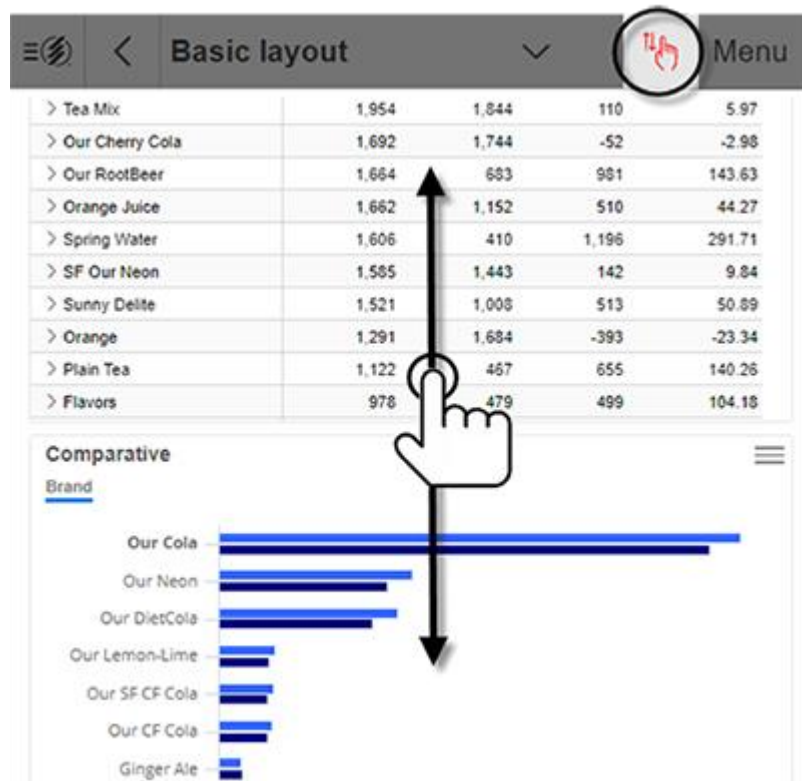 Basic layout Menu
> Tea Mix 1,954 1,844 110 5.97
> Our Cherry Cola 1,692 1,744 -52 -2.98
> Our RootBeer 1,664 683 981 143.63
> Orange Juice 1,662 1,152 510 44.27
> Spring Water 1,606 410 1,196 291.71
> SF Our Neon 1,585 1,443 142 9.84
> Sunny Delite 1,521 1,008 513 50.89
> Orange 1,291 1,684 -393 -23.34
> Plain Tea 1,122 467 655 140.26
> Flavors 978 479 499 104.18
Comparative
Brand
Our Cola
Our Neon
Our DietCola
Our Lemon-Lime
Our SF CF Cola
Our CF Cola
Ginger Ale